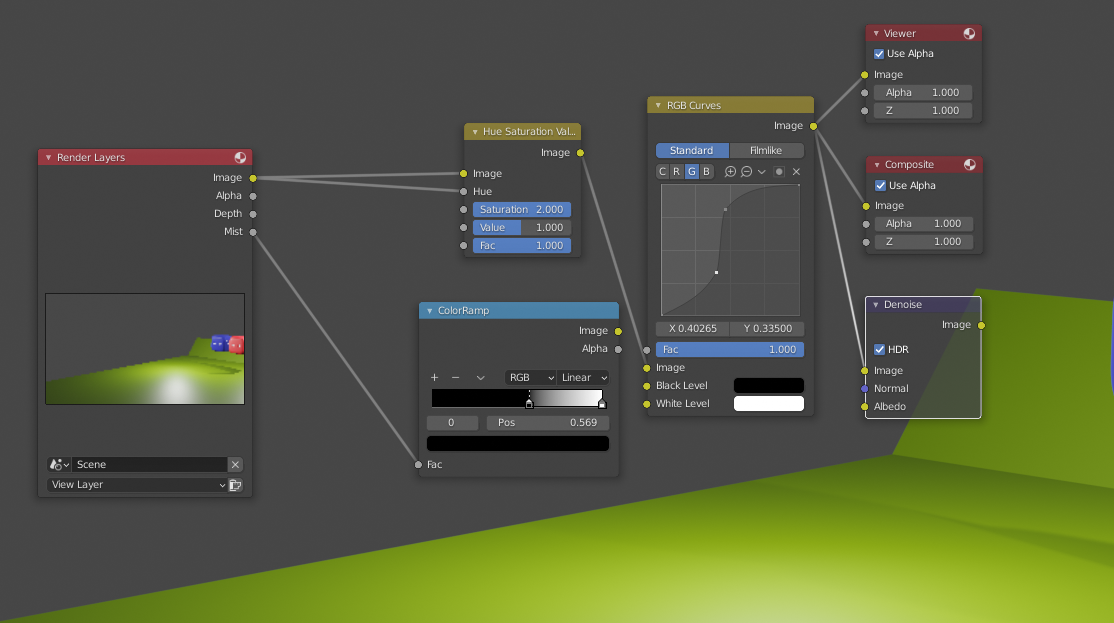 Render Layers
Image
Alpha
Depth
Mist
Scene
View Layer
Hue Saturation Val...
Image
Image
Hue
Saturation 2.000
Value 1.000
Fac 1.000
ColorRamp
Image
Alpha
RGB Linear
0 Pos 0.569
Fac
RGB Curves
Image
Standard Filmlike
C R G B
X 0.40265 Y 0.33500
Fac 1.000
Image
Black Level
White Level
Viewer
Use Alpha
Image
Alpha 1.000
Z 1.000
Composite
Use Alpha
Image
Alpha 1.000
Z 1.000
Denoise
Image
HDR
Image
Normal
Albedo